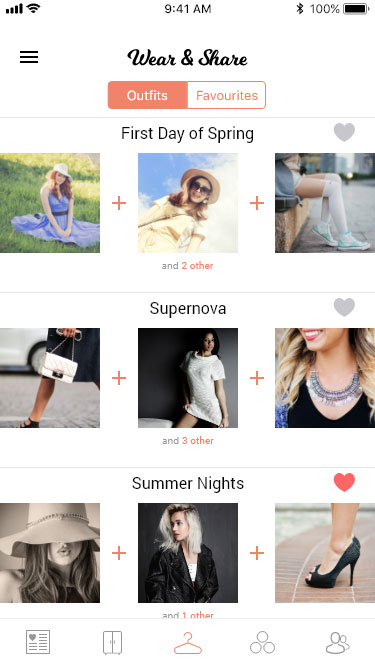 9:41 AM
100%
Wear & Share
Outfits
Favourites
First Day of Spring
and 2 other
Supernova
and 3 other
Summer Nights
and 1 other